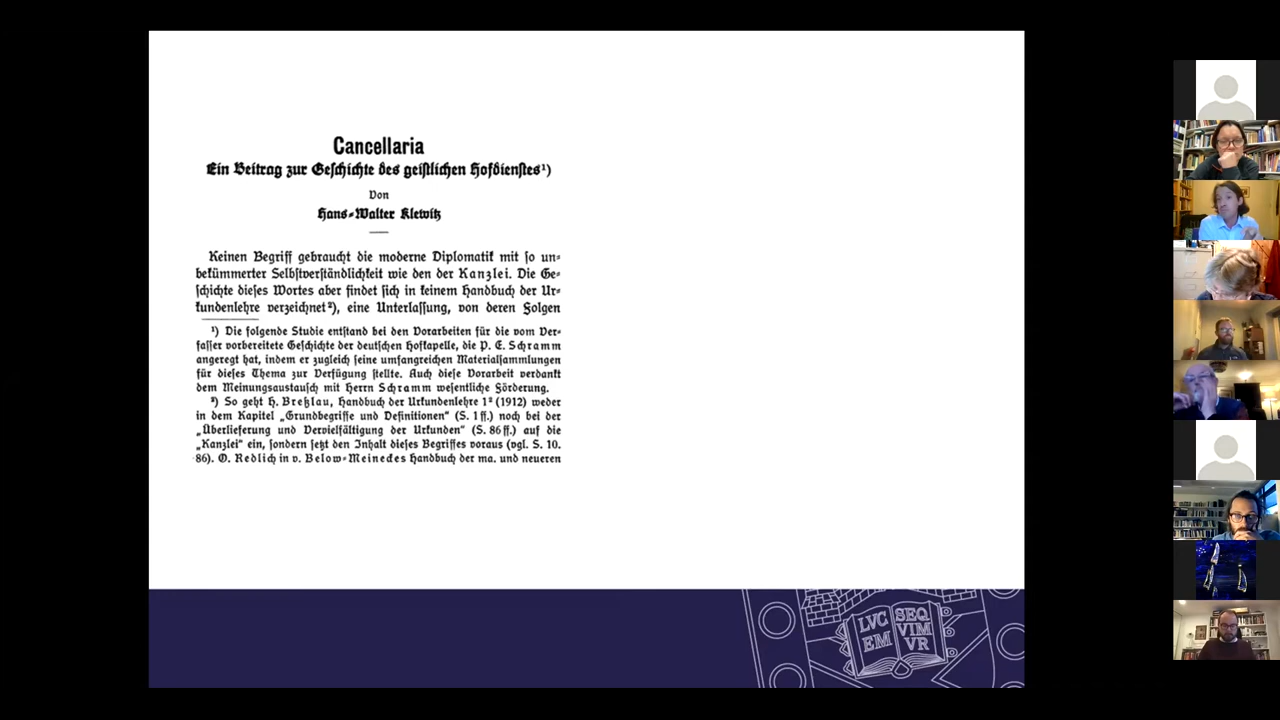 Cancellaria
Ein Beitrag zur Geschichte des geistlichen Hofdienstes¹)
Von
Hans-Walter Klewitz
Keinen Begriff gebraucht die moderne Diplomatik mit so un-
bekümmerter Selbstverständlichkeit wie den der Kanzlei. Die Ge-
schichte dieses Wortes aber findet sich in keinem Handbuch der Ur-
kundenlehre verzeichnet²), eine Unterlassung, von deren Folgen
¹) Die folgende Studie entstand bei den Vorarbeiten für die vom Ver-
fasser vorbereitete Geschichte der deutschen Hofkapelle, die P. E. Schramm
angeregt hat, indem er zugleich seine umfangreichen Materialsammlungen
für dieses Thema zur Verfügung stellte. Auch diese Vorarbeit verdankt
dem Meinungsaustausch mit Herrn Schramm wesentliche Förderung.
²) So geht H. Breßlau, Handbuch der Urkundenlehre 1² (1912) weder
in dem Kapitel „Grundbegriffe und Definitionen“ (S. 1 ff.) noch bei der
„Überlieferung und Vervielfältigung der Urkunden“ (S. 86 ff.) auf die
„Kanzlei“ ein, sondern setzt den Inhalt dieses Begriffes voraus (vgl. S. 10.
86). O. Redlich in v. Below-Meineckes Handbuch der ma. und neueren
LVC
EM
SEQ
VIM
VR